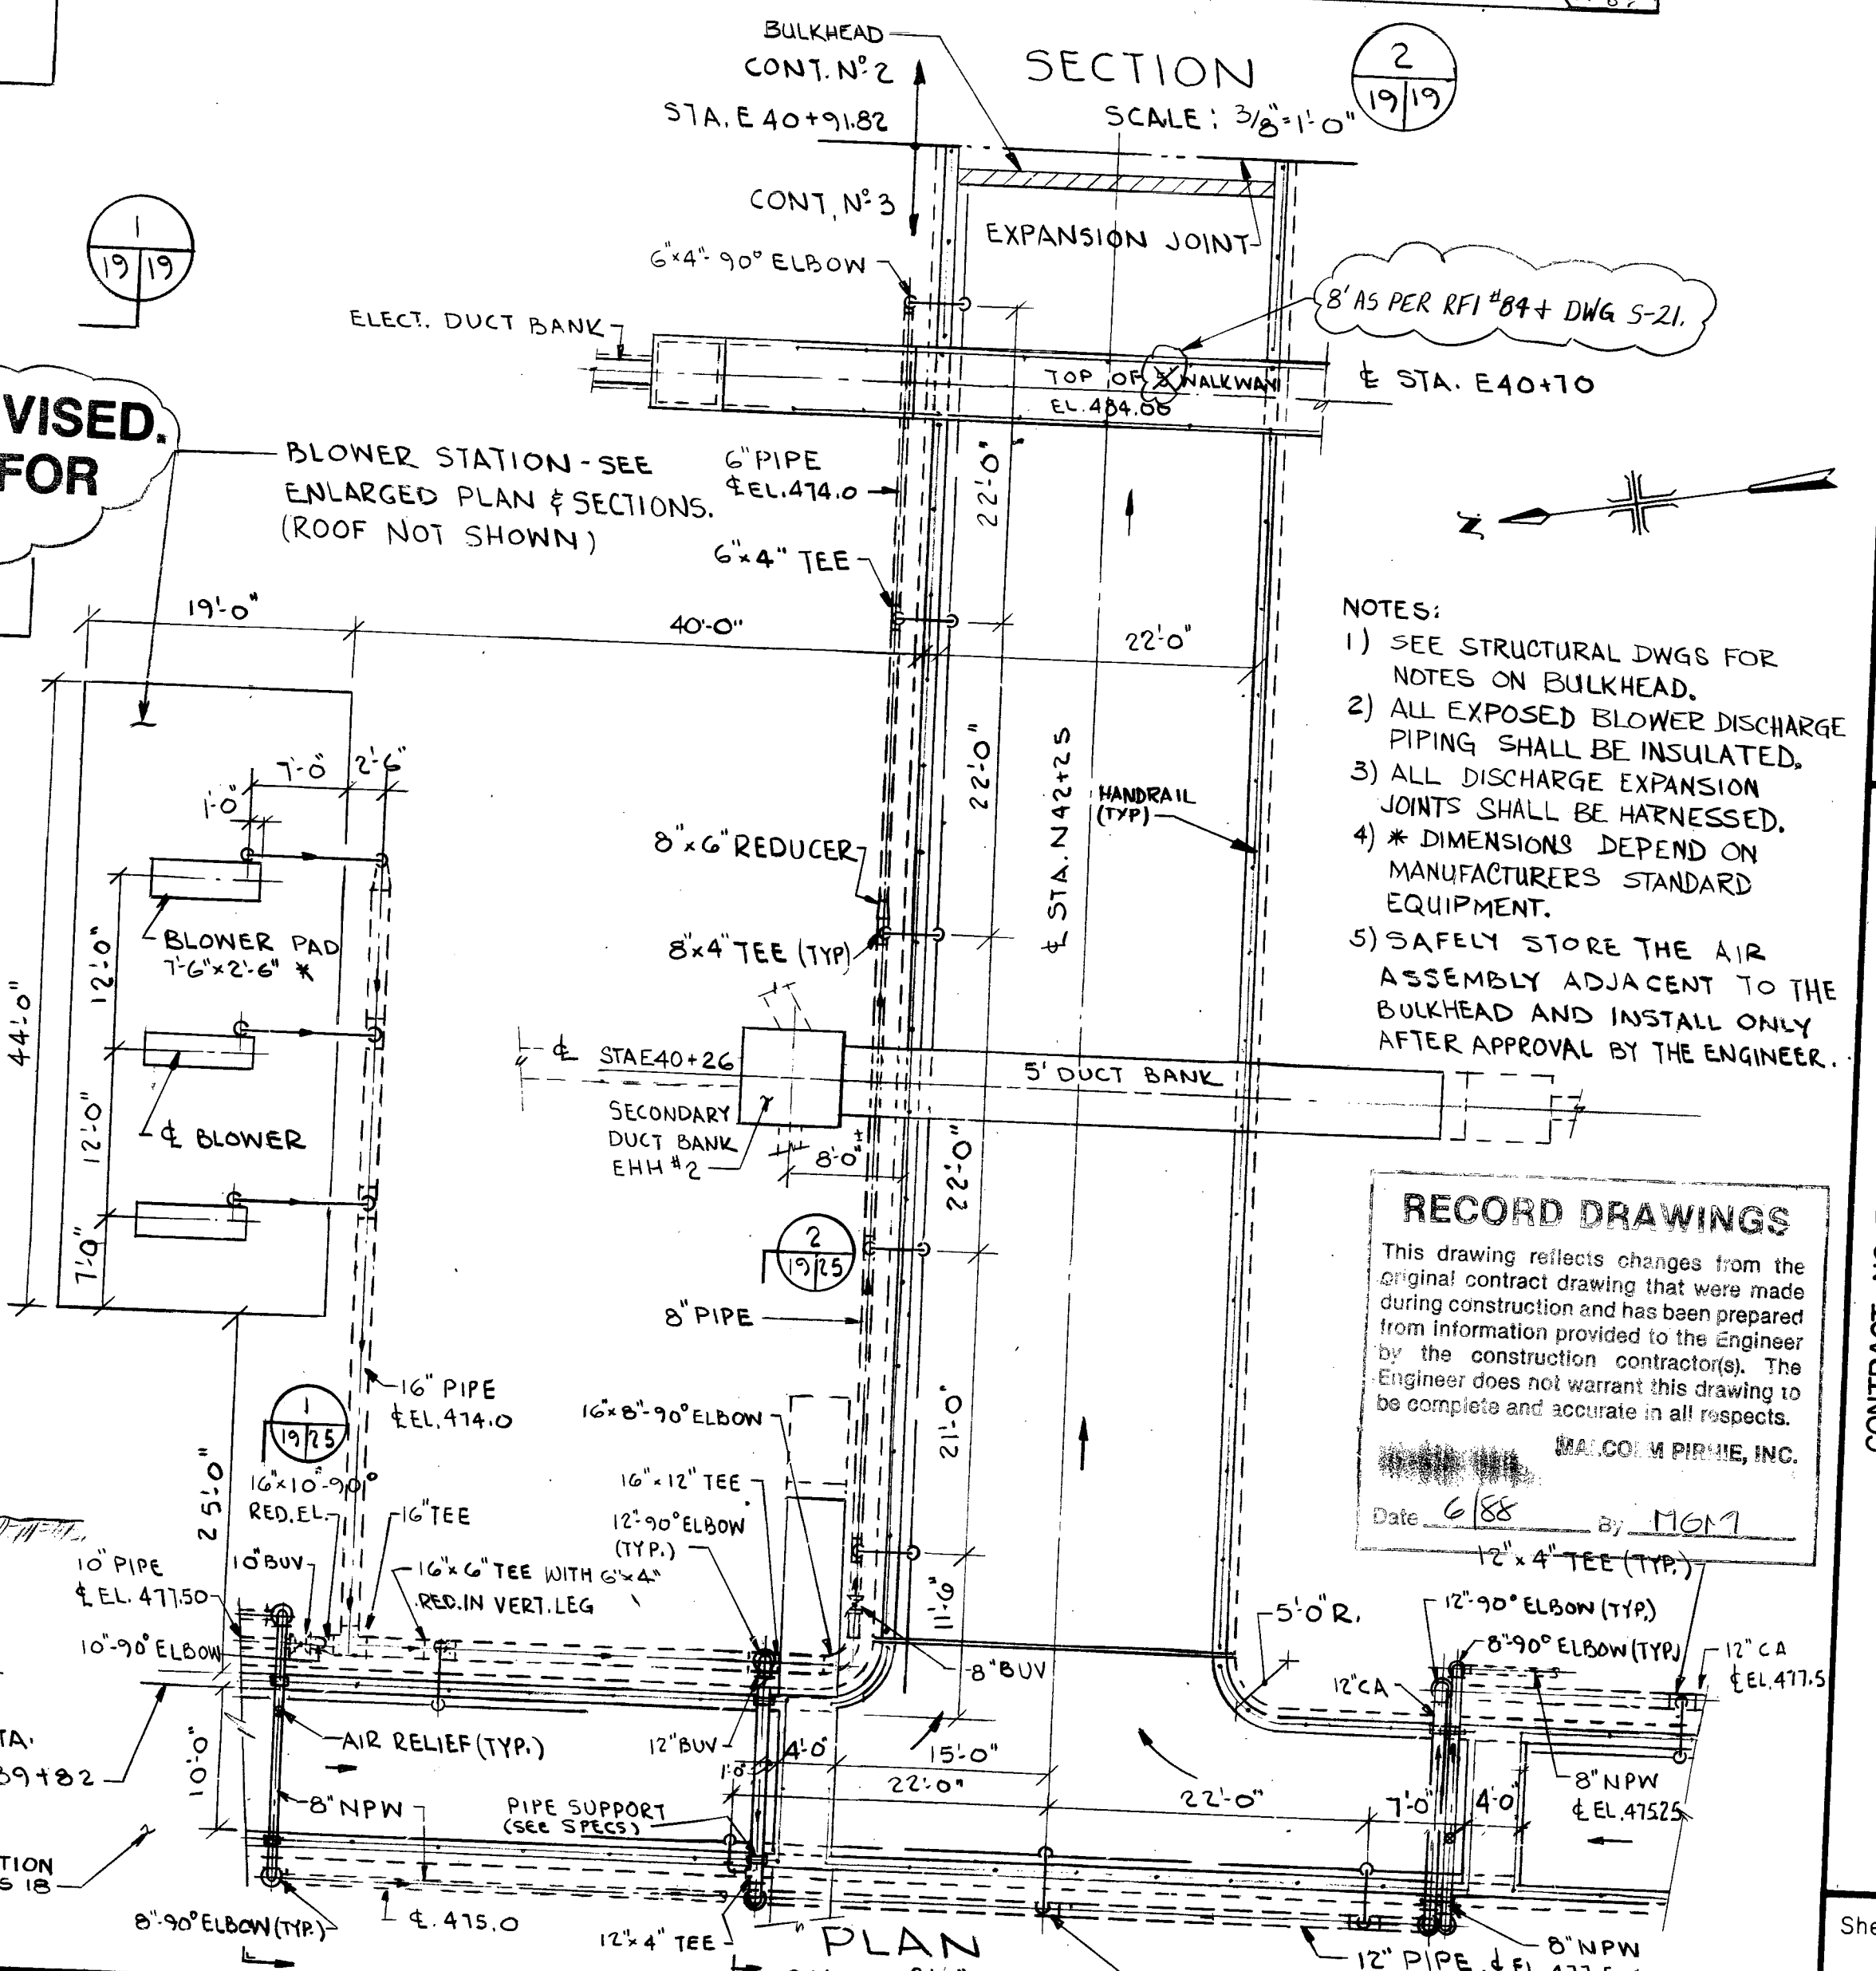 BULKHEAD
CONT. Nº 2
STA. E 40+91.82
CONT. Nº 3
SECTION
SCALE: 3/8"=1'-0"
2
19|19
EXPANSION JOINT
1
19|19
6"x4"-90° ELBOW
8' AS PER RFI #84 + DWG S-21.
ELECT. DUCT BANK
TOP OF WALKWAY
EL. 484.00
℄ STA. E40+70
VISED.
FOR
BLOWER STATION - SEE
ENLARGED PLAN & SECTIONS.
(ROOF NOT SHOWN)
6" PIPE
℄ EL. 474.0
22'-0"
N
6"x4" TEE
19'-0"
40'-0"
22'-0"
NOTES:
1) SEE STRUCTURAL DWGS FOR
NOTES ON BULKHEAD.
2) ALL EXPOSED BLOWER DISCHARGE
PIPING SHALL BE INSULATED.
3) ALL DISCHARGE EXPANSION
JOINTS SHALL BE HARNESSED.
4) * DIMENSIONS DEPEND ON
MANUFACTURERS STANDARD
EQUIPMENT.
5) SAFELY STORE THE AIR
ASSEMBLY ADJACENT TO THE
BULKHEAD AND INSTALL ONLY
AFTER APPROVAL BY THE ENGINEER.
7'-0"
2'-6"
1'-0"
22'-0"
℄ STA. N42+25
HANDRAIL
(TYP)
8"x6" REDUCER
8"x4" TEE (TYP)
BLOWER PAD
7'-6"x2'-6" *
12'-0"
44'-0"
℄ STA E40+26
5' DUCT BANK
SECONDARY
DUCT BANK
EHH #2
8'-0"±
℄ BLOWER
12'-0"
22'-0"
7'-0"
2
19|25
8" PIPE
RECORD DRAWINGS
This drawing reflects changes from the
original contract drawing that were made
during construction and has been prepared
from information provided to the Engineer
by the construction contractor(s). The
Engineer does not warrant this drawing to
be complete and accurate in all respects.
MALCOLM PIRNIE, INC.
Date 6/88 By MGM
16" PIPE
℄ EL. 474.0
1
19|25
16"x8"-90° ELBOW
21'-0"
25'-0"
16"x10"-90°
RED. EL.
16" TEE
16"x12" TEE
12"-90° ELBOW
(TYP.)
10" PIPE
℄ EL. 477.50
10" BUV
16"x6" TEE WITH 6"x4"
RED. IN VERT. LEG
10"-90° ELBOW
11'-6"
8" BUV
5'-0" R.
12"x4" TEE (TYP.)
12"-90° ELBOW (TYP.)
8"-90° ELBOW (TYP)
12" CA
℄ EL. 477.5
12" CA
AIR RELIEF (TYP.)
12" BUV
4'-0"
1'-0"
15'-0"
22'-0"
22'-0"
7'-0"
4'-0"
8" NPW
℄ EL. 475.25
TA.
39+82
10'-0"
8" NPW
PIPE SUPPORT
(SEE SPECS)
TION
S 18
8"-90° ELBOW (TYP.)
℄. 475.0
12"x4" TEE
PLAN
8" NPW
12" PIPE
She